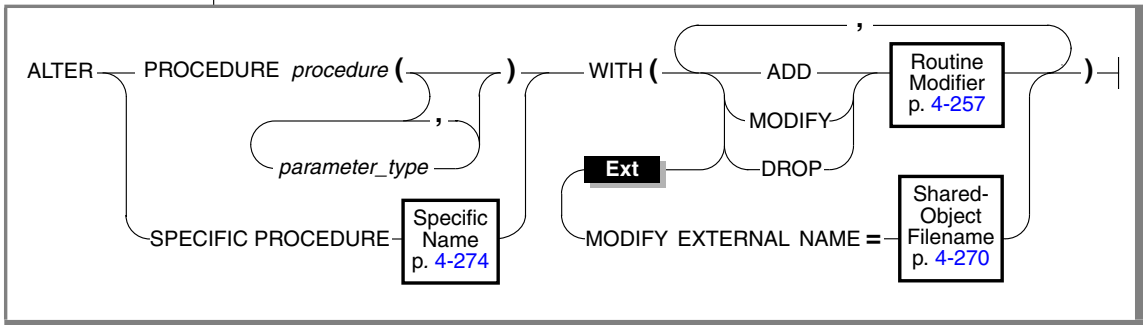 ,
ALTER PROCEDURE procedure ( ) WITH ( ADD Routine Modifier p. 4-257 )
,
MODIFY
parameter_type
Ext
DROP
SPECIFIC PROCEDURE Specific Name p. 4-274
MODIFY EXTERNAL NAME = Shared-Object Filename p. 4-270